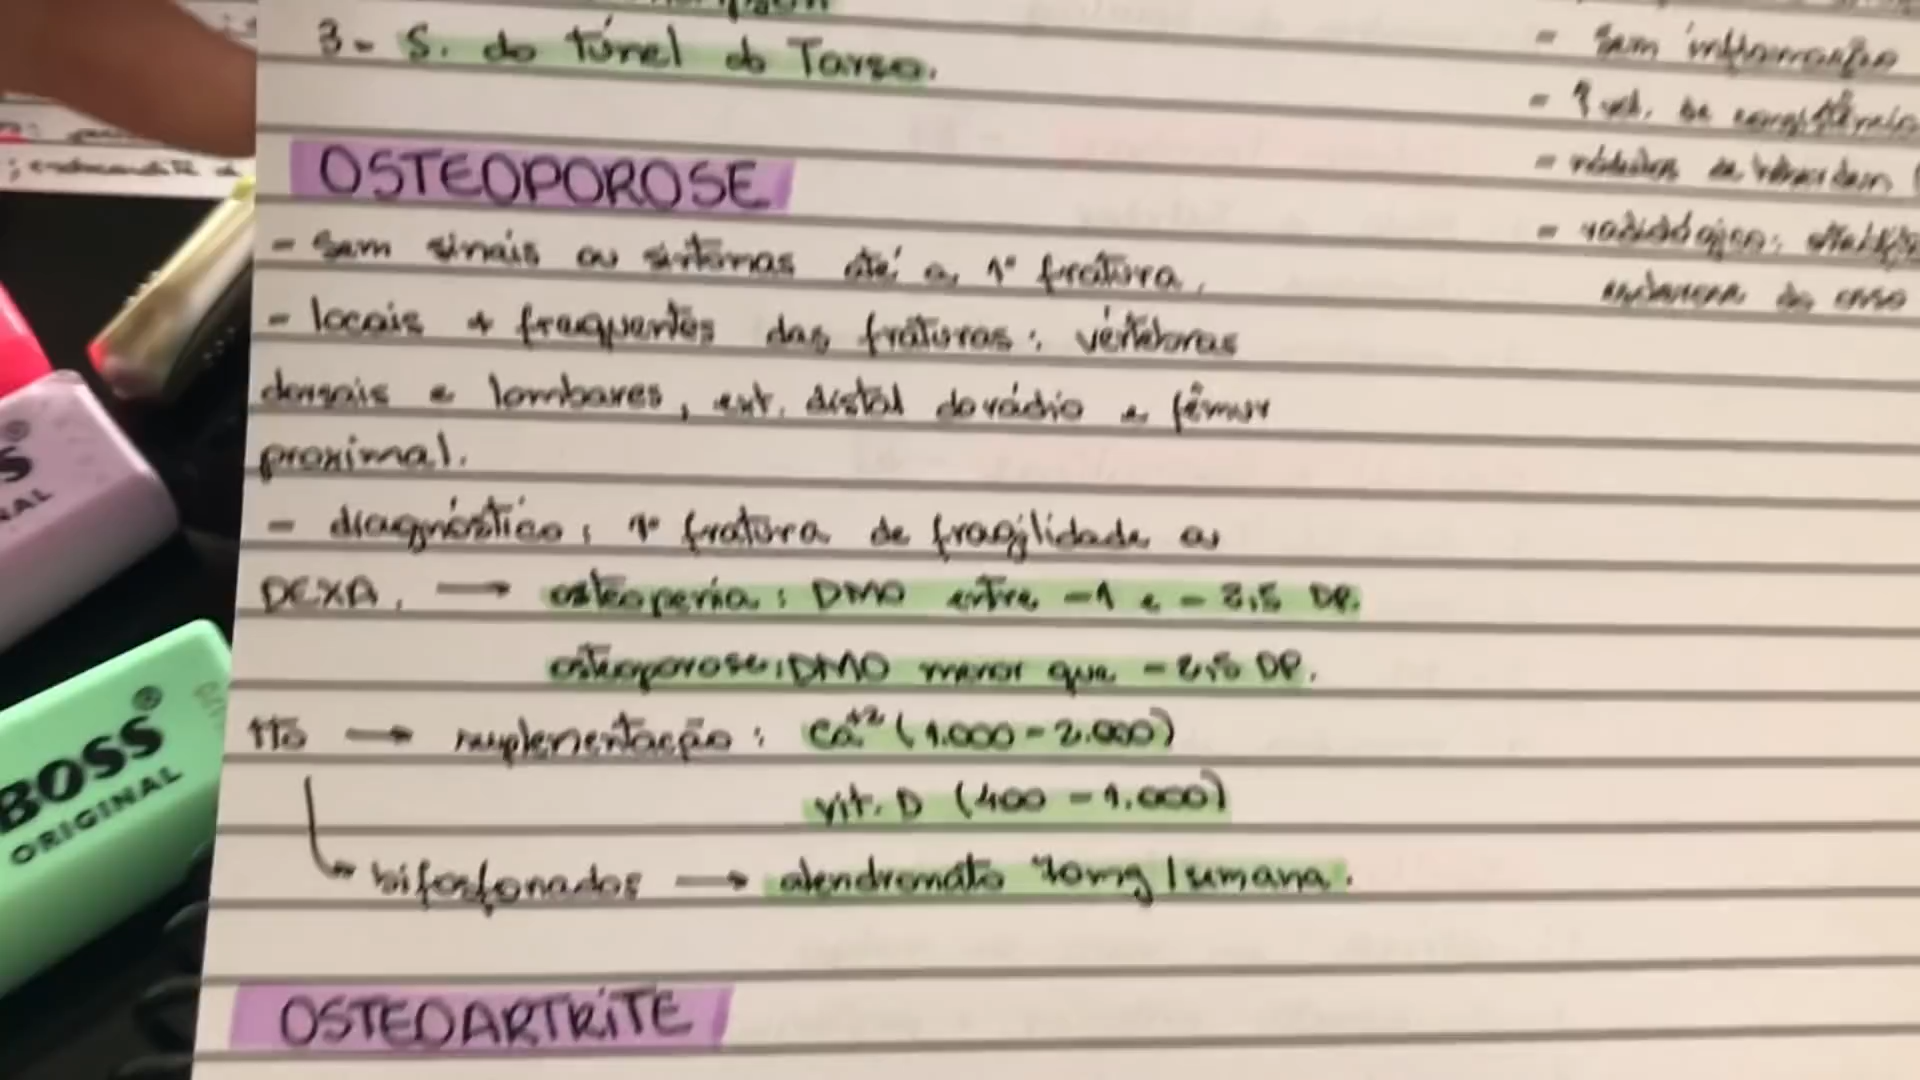 3- S. do Túnel do Tarso.
OSTEOPOROSE
- sem sinais ou sintomas até a 1ª fratura.
- locais + frequentes das fraturas: vértebras
dorsais e lombares, ext. distal do rádio e fêmur
proximal.
- diagnóstico: 1ª fratura de fragilidade ou
DEXA. → osteopenia: DMO entre -1 e -2,5 DP.
osteoporose: DMO menor que -2,5 DP.
tto → suplementação: Ca+2 (1.000-2.000)
vit. D (400-1.000)
bifosfonados → alendronato 70mg/semana.
OSTEOARTRITE
- sem inflamação
BOSS®
ORIGINAL